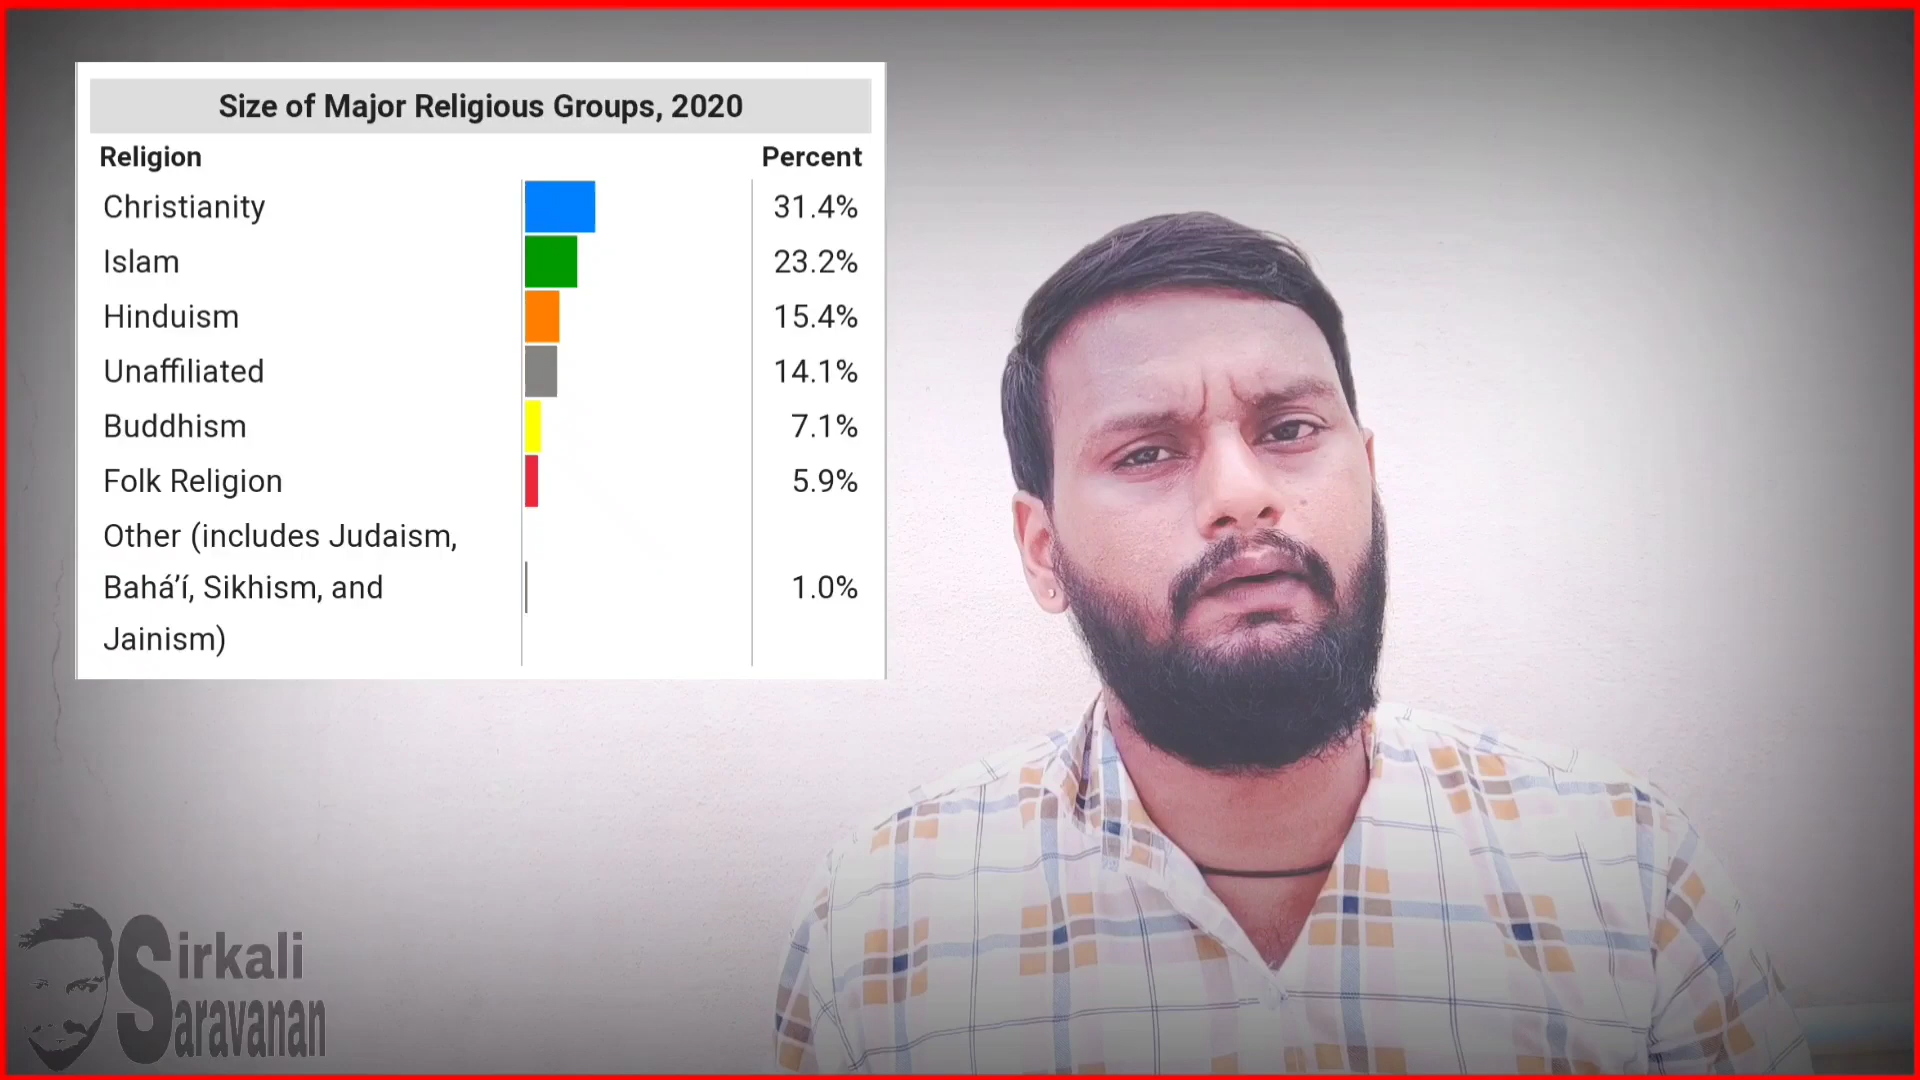 Size of Major Religious Groups, 2020
Religion Percent
Christianity 31.4%
Islam 23.2%
Hinduism 15.4%
Unaffiliated 14.1%
Buddhism 7.1%
Folk Religion 5.9%
Other (includes Judaism,
Bahá’í, Sikhism, and 1.0%
Jainism)
Sirkali
Saravanan